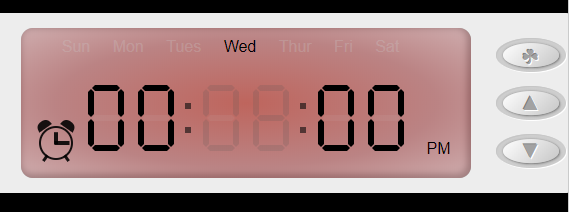 Sun Mon Tues Wed Thur Fri Sat
00: :00 PM